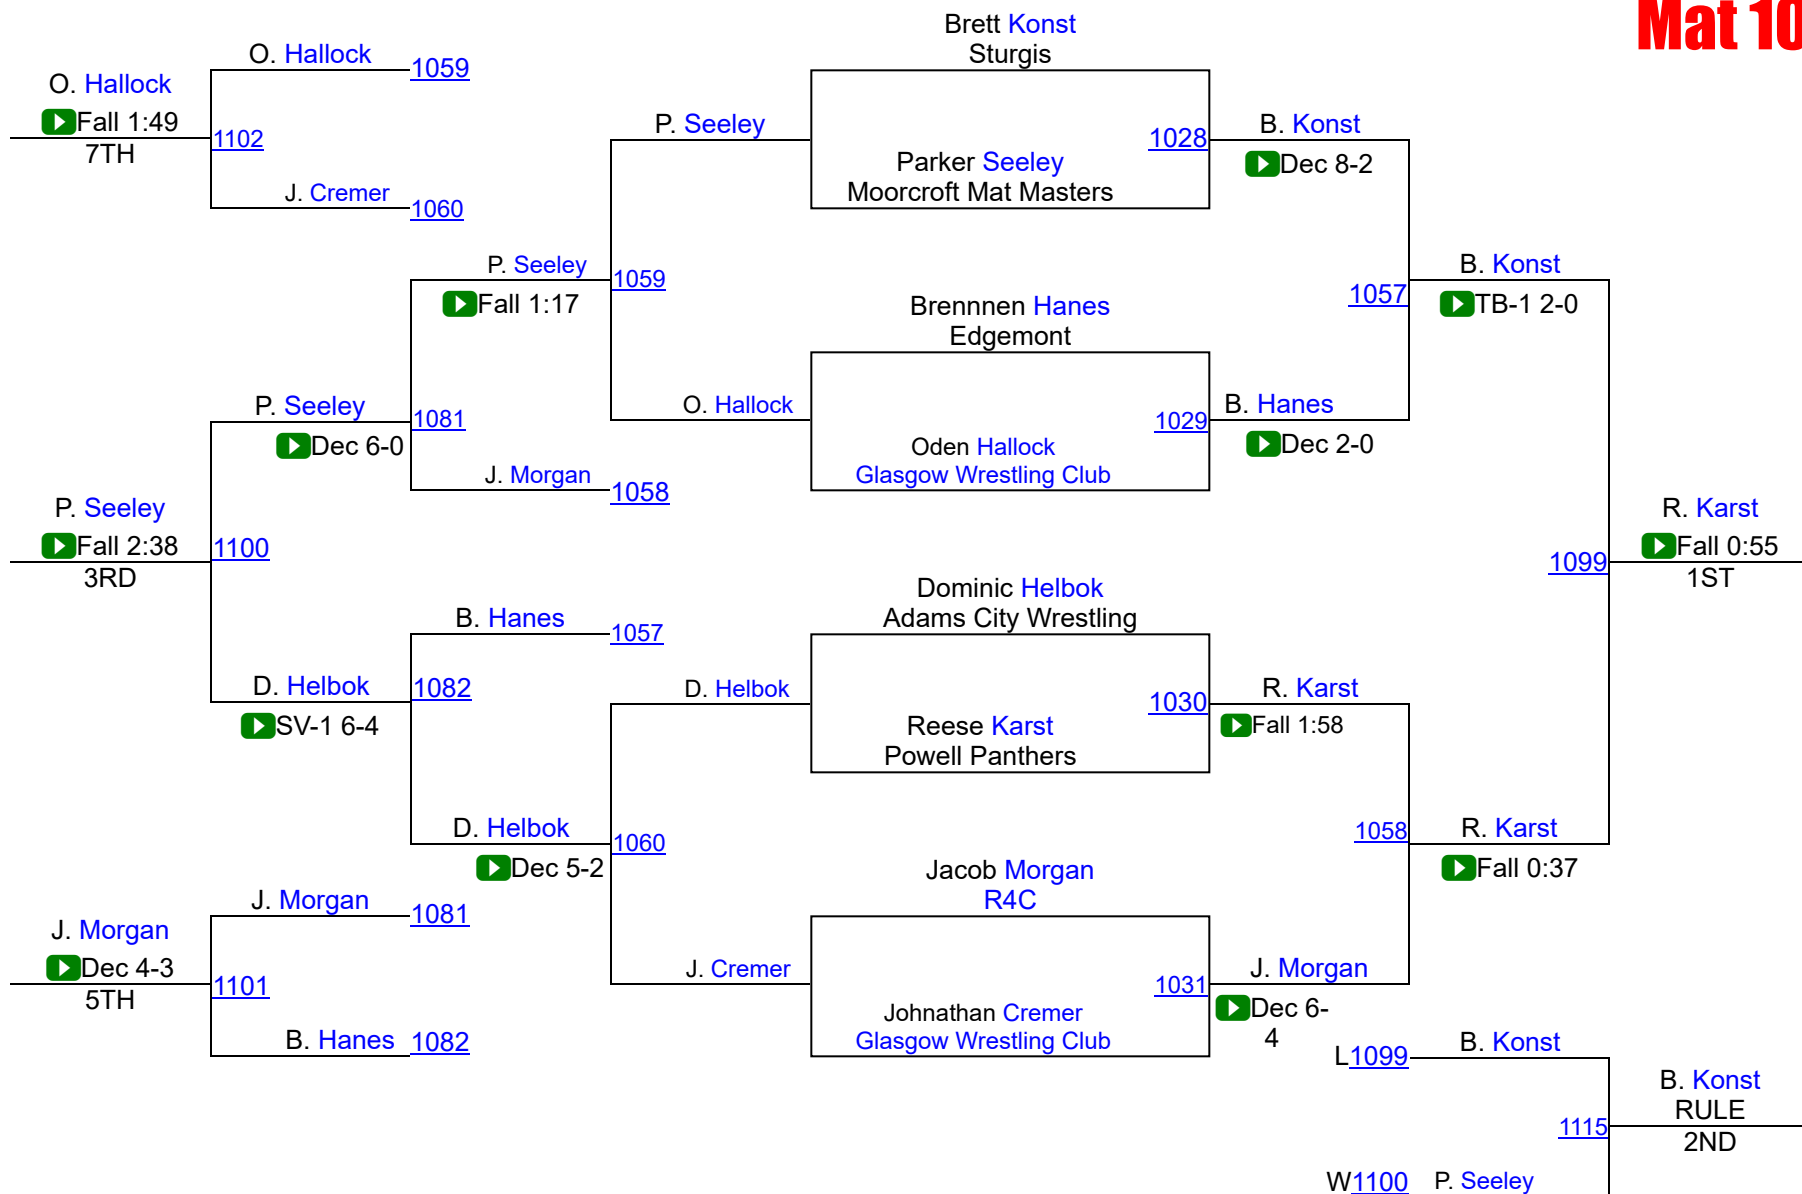 Mat 10
Brett Konst
Sturgis
O. Hallock
1059
O. Hallock
Fall 1:49
7TH
1102
J. Cremer
1060
P. Seeley
Parker Seeley
Moorcroft Mat Masters
1028
B. Konst
Dec 8-2
P. Seeley
Fall 1:17
1059
Brennnen Hanes
Edgemont
1057
B. Konst
TB-1 2-0
P. Seeley
Dec 6-0
1081
O. Hallock
Oden Hallock
Glasgow Wrestling Club
1029
B. Hanes
Dec 2-0
J. Morgan
1058
P. Seeley
Fall 2:38
3RD
1100
1099
R. Karst
Fall 0:55
1ST
Dominic Helbok
Adams City Wrestling
B. Hanes
1057
D. Helbok
SV-1 6-4
1082
D. Helbok
Reese Karst
Powell Panthers
1030
R. Karst
Fall 1:58
D. Helbok
Dec 5-2
1060
1058
R. Karst
Fall 0:37
Jacob Morgan
R4C
J. Morgan
1081
J. Morgan
Dec 4-3
5TH
1101
B. Hanes
1082
J. Cremer
Johnathan Cremer
Glasgow Wrestling Club
1031
J. Morgan
Dec 6-
4
L1099
B. Konst
1115
B. Konst
RULE
2ND
W1100
P. Seeley